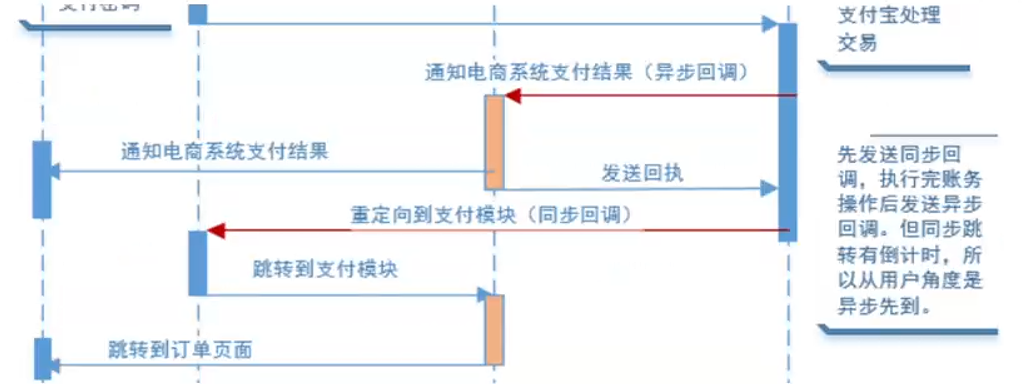 支付密码
支付宝处理
交易
通知电商系统支付结果（异步回调）
通知电商系统支付结果
发送回执
先发送同步回
调，执行完账务
操作后发送异步
回调。但同步跳
转有倒计时，所
以从用户角度是
异步先到。
重定向到支付模块（同步回调）
跳转到支付模块
跳转到订单页面